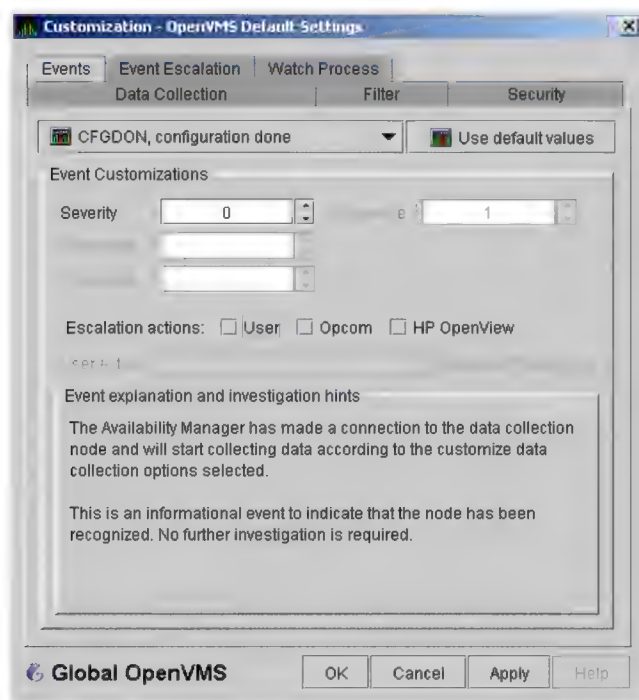 Customization - OpenVMS Default Settings
Events Event Escalation Watch Process
Data Collection Filter Security
CFGDON, configuration done Use default values
Event Customizations
Severity 0 1
Escalation actions: User Opcom HP OpenView
Event explanation and investigation hints
The Availability Manager has made a connection to the data collection
node and will start collecting data according to the customize data
collection options selected.
This is an informational event to indicate that the node has been
recognized. No further investigation is required.
Global OpenVMS OK Cancel Apply Help